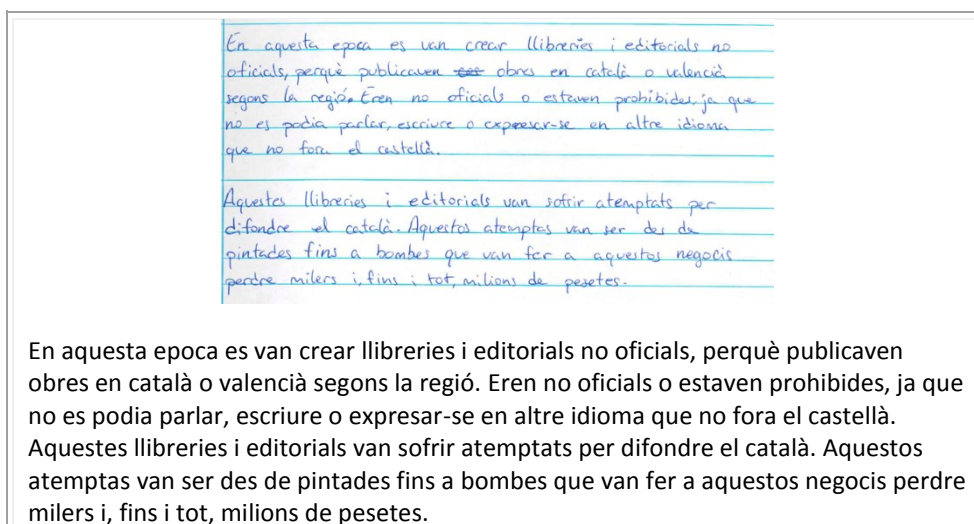 En aquesta epoca es van crear llibreries i editorials no
oficials, perquè publicaven obres en català o valencià
segons la regió. Eren no oficials o estaven prohibides, ja que
no es podia parlar, escriure o expresar-se en altre idioma
que no fora el castellà.
Aquestes llibreries i editorials van sofrir atemptats per
difondre el català. Aquestos atemptas van ser des de
pintades fins a bombes que van fer a aquestos negocis
perdre milers i, fins i tot, milions de pesetes.
En aquesta epoca es van crear llibreries i editorials no oficials, perquè publicaven
obres en català o valencià segons la regió. Eren no oficials o estaven prohibides, ja que
no es podia parlar, escriure o expresar-se en altre idioma que no fora el castellà.
Aquestes llibreries i editorials van sofrir atemptats per difondre el català. Aquestos
atemptas van ser des de pintades fins a bombes que van fer a aquestos negocis perdre
milers i, fins i tot, milions de pesetes.